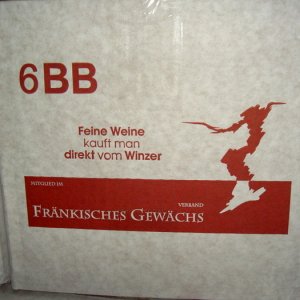 6BB
Feine Weine
kauft man
direkt vom Winzer
MITGLIED IM
VERBAND
FRÄNKISCHES GEWÄCHS